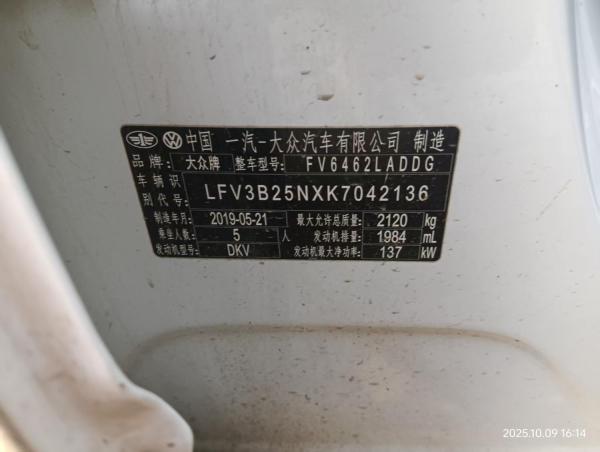 中国 一汽-大众汽车有限公司 制造
品牌: 大众牌 整车型号: FV6462LADDG
车辆识别代号: LFV3B25NXK7042136
制造年月: 2019-05-21 最大允许总质量: 2120 kg
乘坐人数: 5 人 发动机排量: 1984 mL
发动机型号: DKV 发动机最大净功率: 137 kW
2025.10.09 16:14